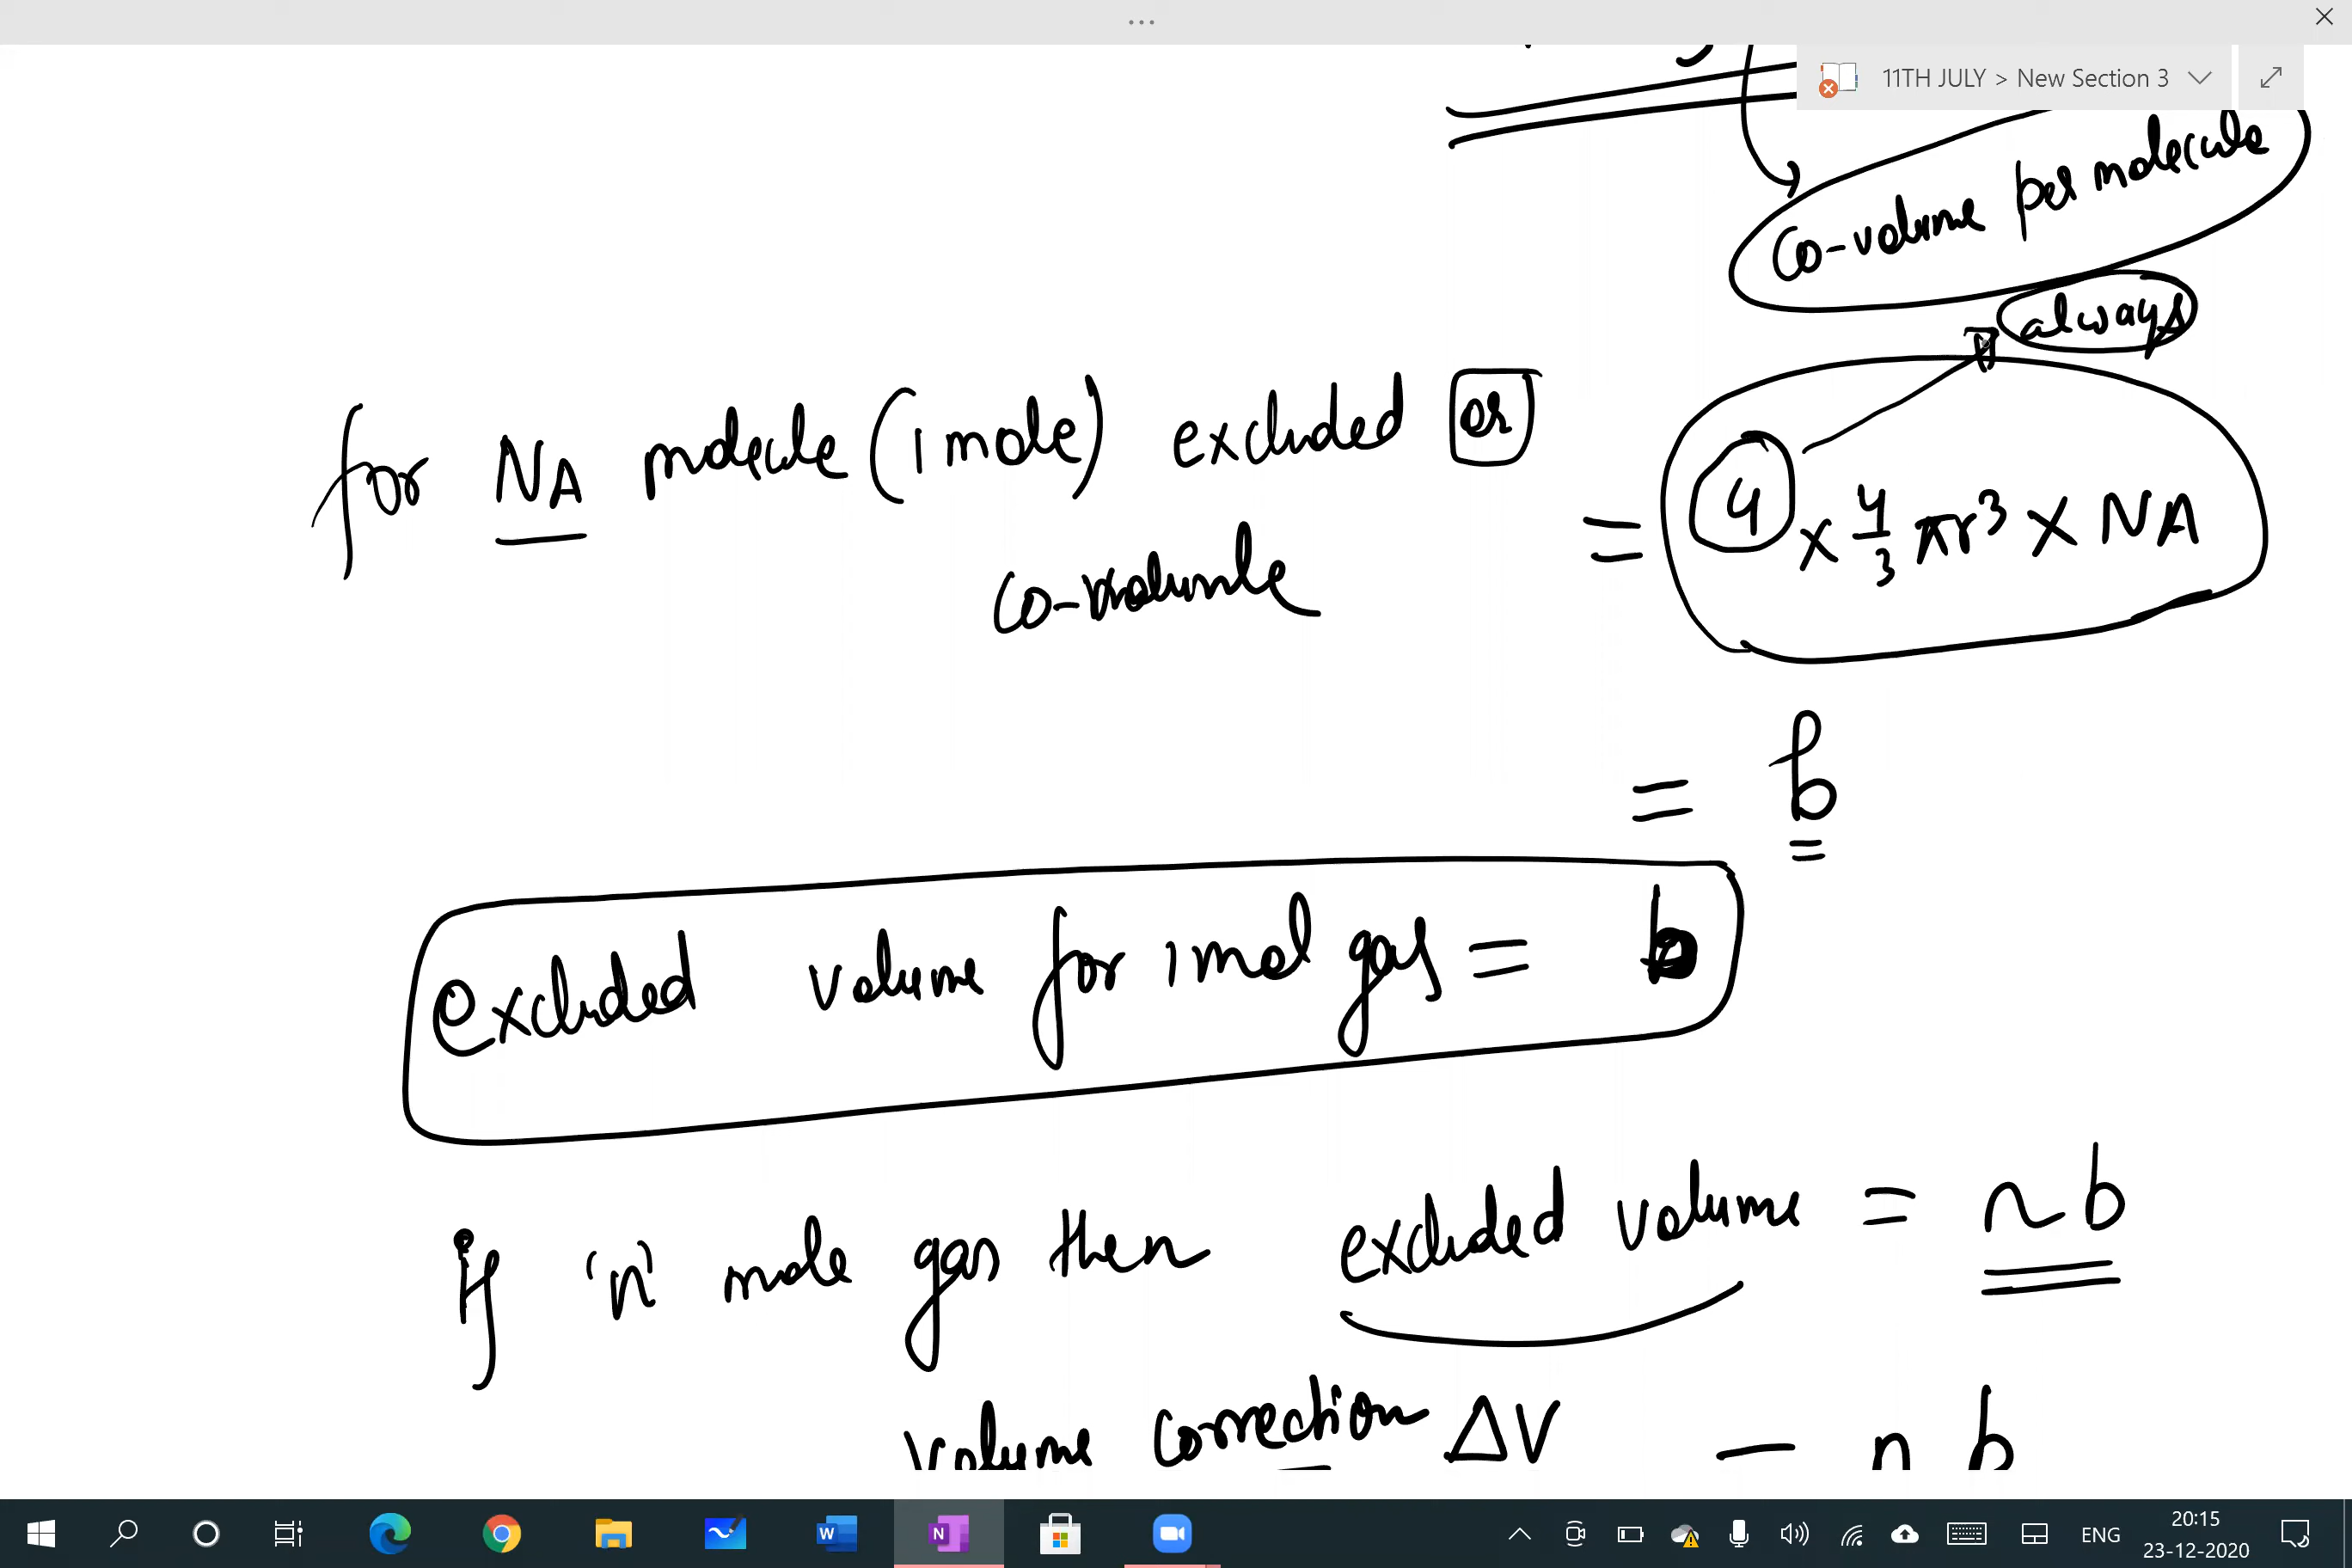 11TH JULY > New Section 3
co-volume per molecule
always
for NA molecule (1 mole) excluded or
co-volume
= 4 × 4/3 πr³ × NA
= b
excluded volume for 1 mol gas = b
if 'n' mole gas then excluded volume = nb
volume correction ΔV — n b
ENG
20:15
23-12-2020